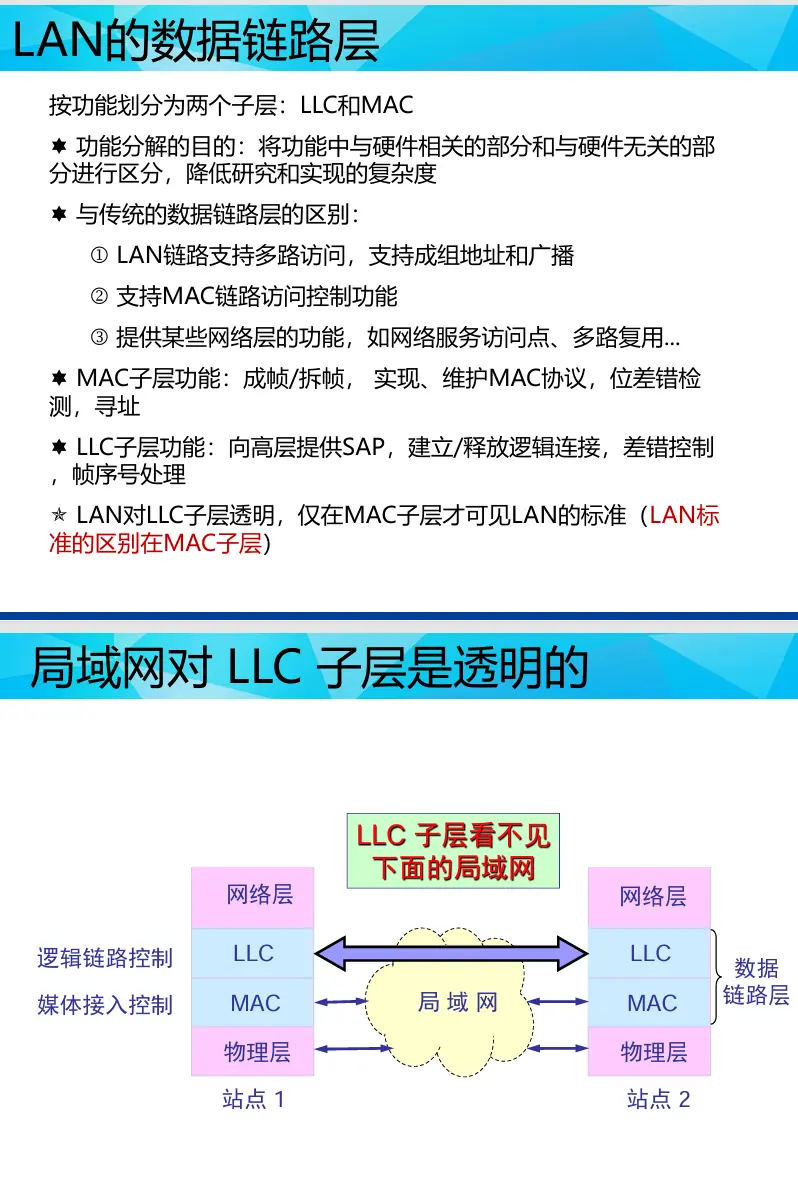 LAN的数据链路层
按功能划分为两个子层：LLC和MAC
✶ 功能分解的目的：将功能中与硬件相关的部分和与硬件无关的部
分进行区分，降低研究和实现的复杂度
✶ 与传统的数据链路层的区别：
① LAN链路支持多路访问，支持成组地址和广播
② 支持MAC链路访问控制功能
③ 提供某些网络层的功能，如网络服务访问点、多路复用...
✶ MAC子层功能：成帧/拆帧， 实现、维护MAC协议，位差错检
测，寻址
✶ LLC子层功能：向高层提供SAP，建立/释放逻辑连接，差错控制
，帧序号处理
✯ LAN对LLC子层透明，仅在MAC子层才可见LAN的标准（LAN标
准的区别在MAC子层）
局域网对 LLC 子层是透明的
LLC 子层看不见
下面的局域网
网络层
网络层
逻辑链路控制
LLC
LLC
数据
链路层
媒体接入控制
MAC
局 域 网
MAC
物理层
物理层
站点 1
站点 2